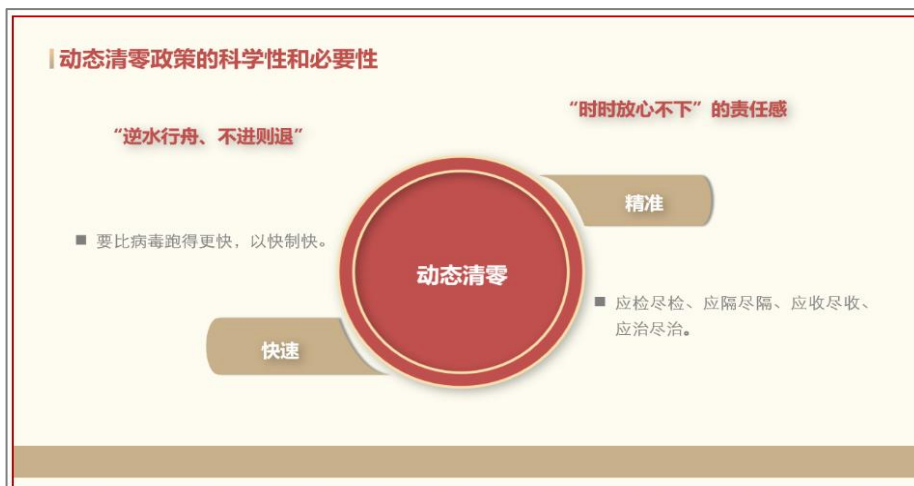 动态清零政策的科学性和必要性
“逆水行舟、不进则退”
“时时放心不下”的责任感
精准
■ 要比病毒跑得更快，以快制快。
动态清零
■ 应检尽检、应隔尽隔、应收尽收、
应治尽治。
快速